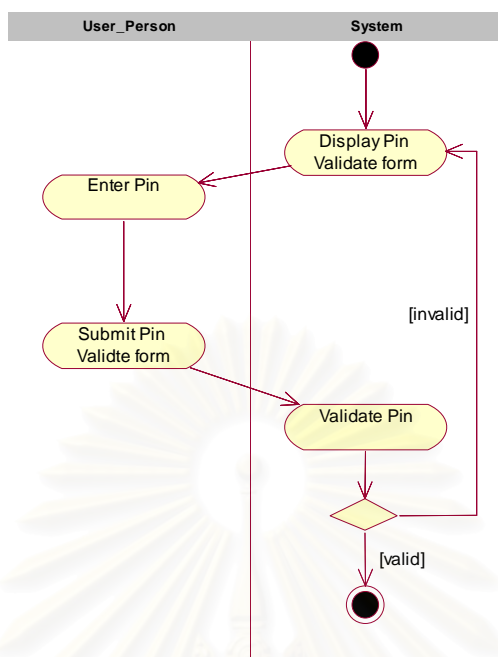 User_Person
System
Display Pin
Validate form
Enter Pin
[invalid]
Submit Pin
Validte form
Validate Pin
[valid]